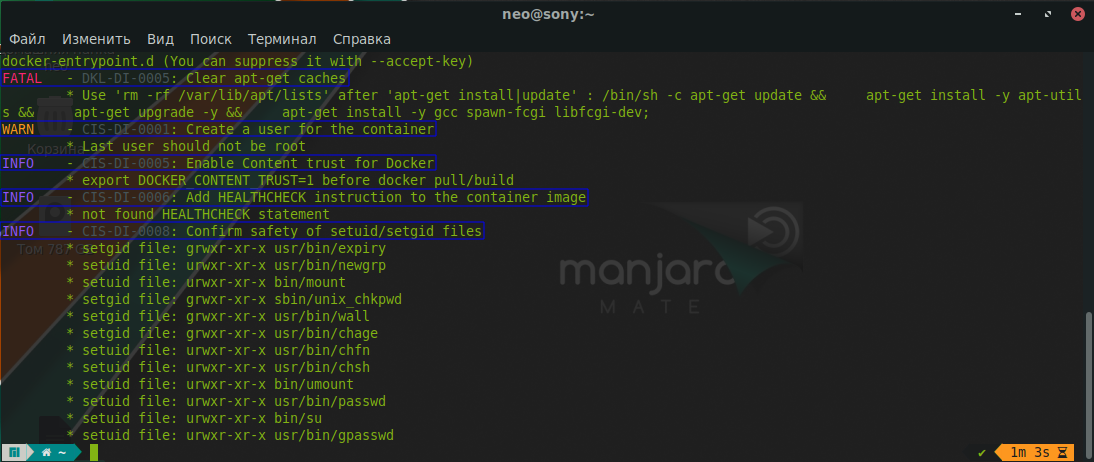 neo@sony:~
Файл Изменить Вид Поиск Терминал Справка
docker-entrypoint.d (You can suppress it with --accept-key)
FATAL - DKL-DI-0005: Clear apt-get caches
* Use 'rm -rf /var/lib/apt/lists' after 'apt-get install|update' : /bin/sh -c apt-get update && apt-get install -y apt-util
s && apt-get upgrade -y && apt-get install -y gcc spawn-fcgi libfcgi-dev;
WARN - CIS-DI-0001: Create a user for the container
* Last user should not be root
Корзина
INFO - CIS-DI-0005: Enable Content trust for Docker
* export DOCKER_CONTENT_TRUST=1 before docker pull/build
INFO - CIS-DI-0006: Add HEALTHCHECK instruction to the container image
* not found HEALTHCHECK statement
INFO - CIS-DI-0008: Confirm safety of setuid/setgid files
* setgid file: grwxr-xr-x usr/bin/expiry
Том 787
* setuid file: urwxr-xr-x usr/bin/newgrp
* setuid file: urwxr-xr-x bin/mount
* setgid file: grwxr-xr-x sbin/unix_chkpwd
* setgid file: grwxr-xr-x usr/bin/wall
* setgid file: grwxr-xr-x usr/bin/chage
* setuid file: urwxr-xr-x usr/bin/chfn
* setuid file: urwxr-xr-x usr/bin/chsh
* setuid file: urwxr-xr-x bin/umount
* setuid file: urwxr-xr-x usr/bin/passwd
* setuid file: urwxr-xr-x bin/su
* setuid file: urwxr-xr-x usr/bin/gpasswd
manjaro
MATE
~ ✔ 1m 3s